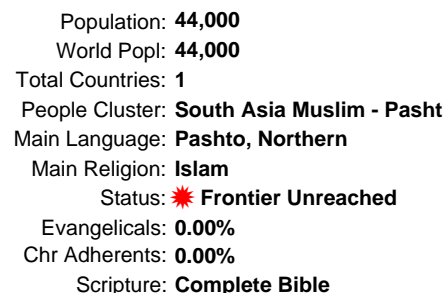 Population: 44,000
World Popl: 44,000
Total Countries: 1
People Cluster: South Asia Muslim - Pasht
Main Language: Pashto, Northern
Main Religion: Islam
Status: Frontier Unreached
Evangelicals: 0.00%
Chr Adherents: 0.00%
Scripture: Complete Bible